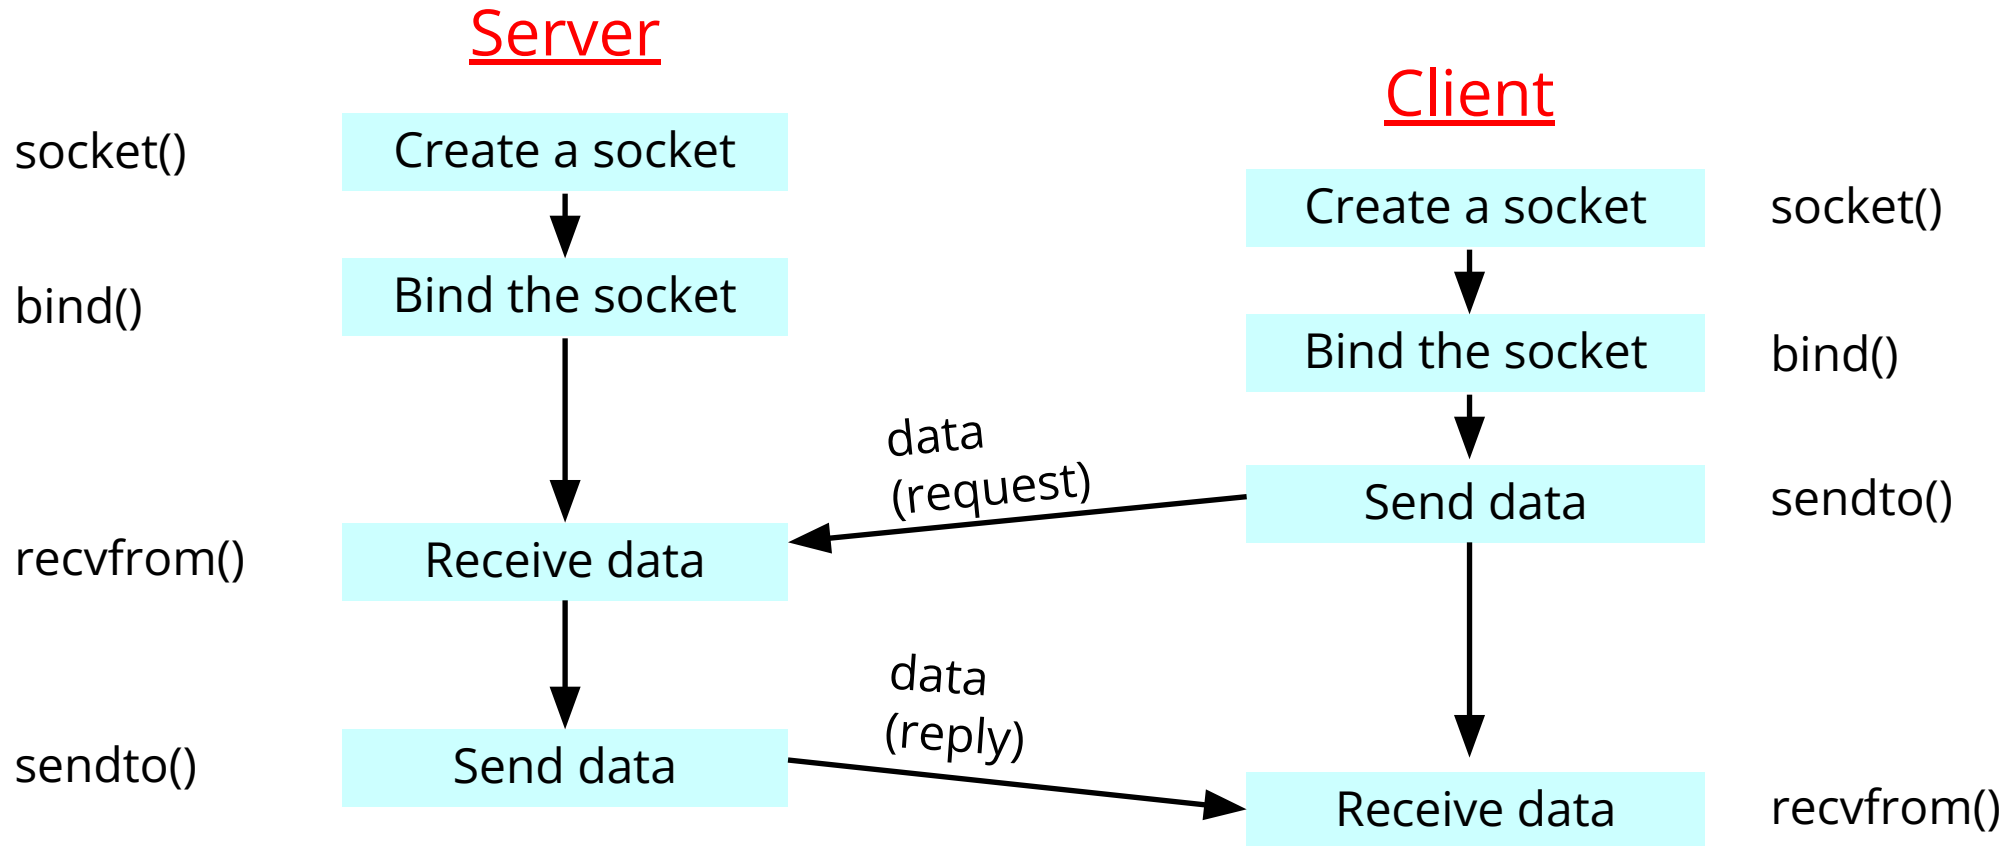 Server
Client
socket()
Create a socket
Create a socket
socket()
bind()
Bind the socket
Bind the socket
bind()
data
(request)
Send data
sendto()
recvfrom()
Receive data
data
(reply)
sendto()
Send data
Receive data
recvfrom()